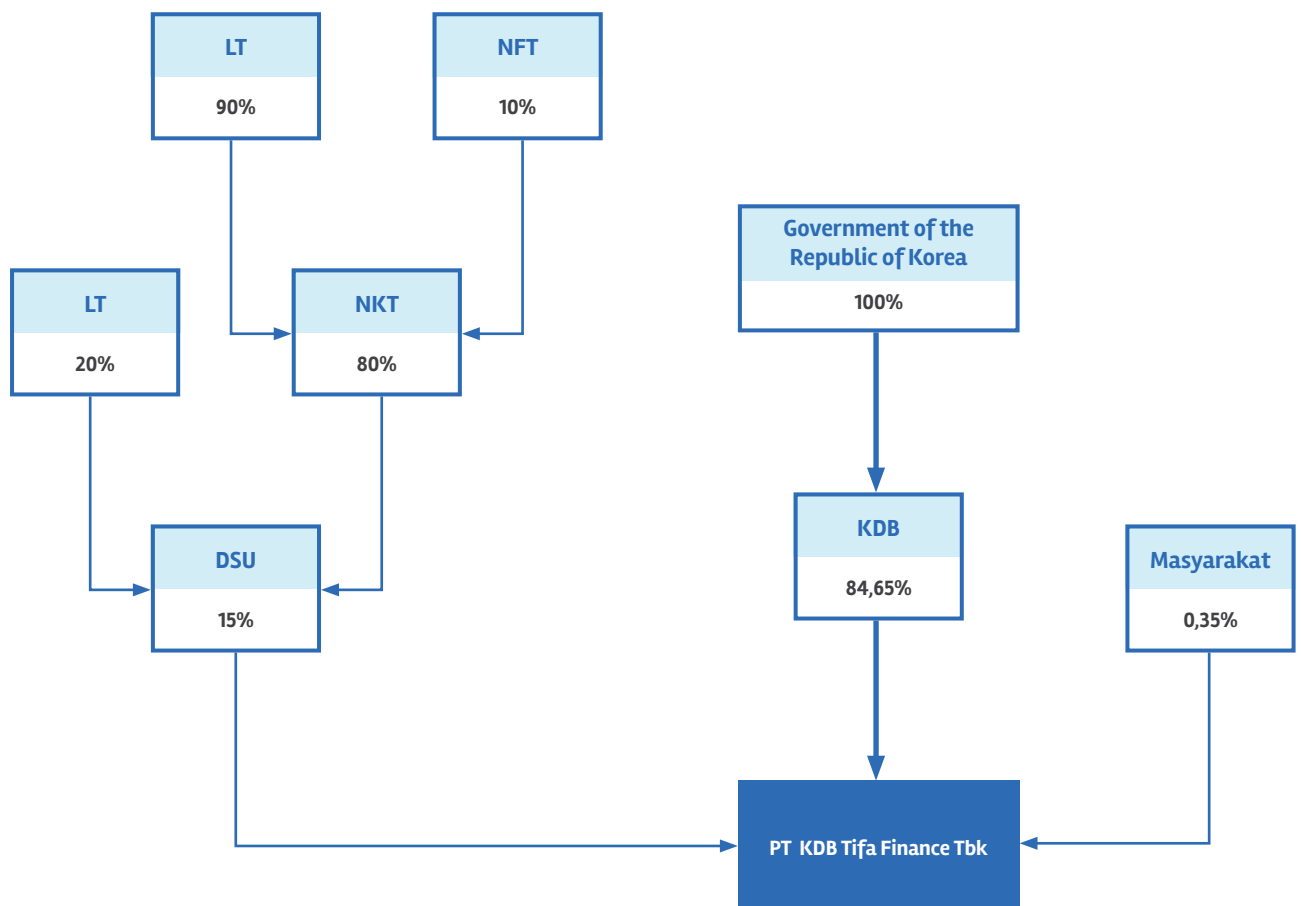 LT
90%
NFT
10%
Government of the
Republic of Korea
100%
LT
20%
NKT
80%
KDB
84,65%
DSU
15%
Masyarakat
0,35%
PT KDB Tifa Finance Tbk